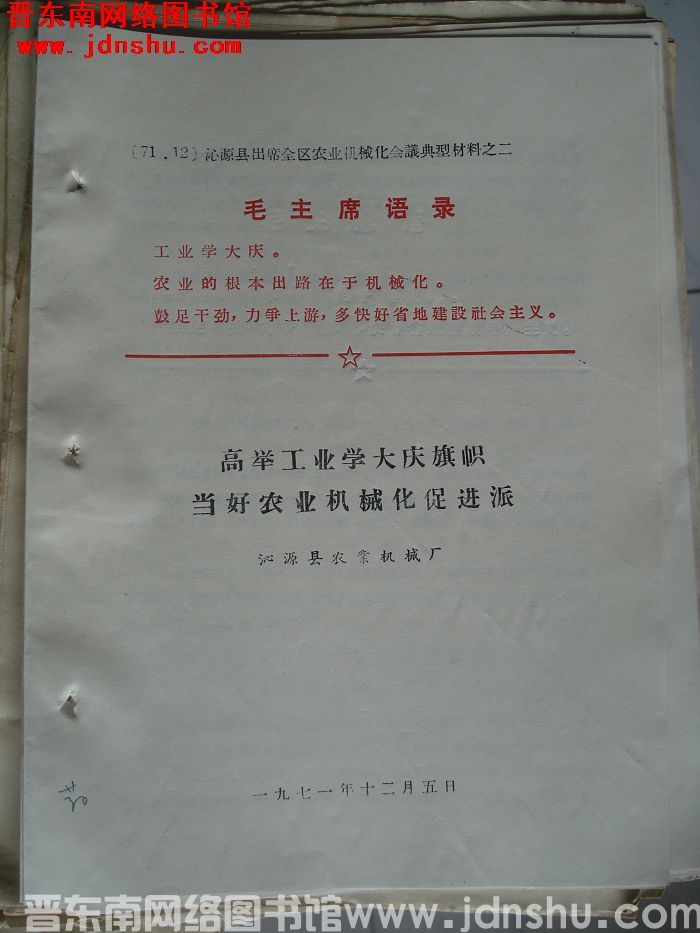 晋东南网络图书馆
www.jdnshu.com
〔71.12〕沁源县出席全区农业机械化会議典型材料之二
毛主席语录
工业学大庆。
农业的根本出路在于机械化。
鼓足干劲，力爭上游，多快好省地建設社会主义。
高举工业学大庆旗帜
当好农业机械化促进派
沁源县农業机械厂
一九七一年十二月五日
晋东南网络图书馆www.jdnshu.com